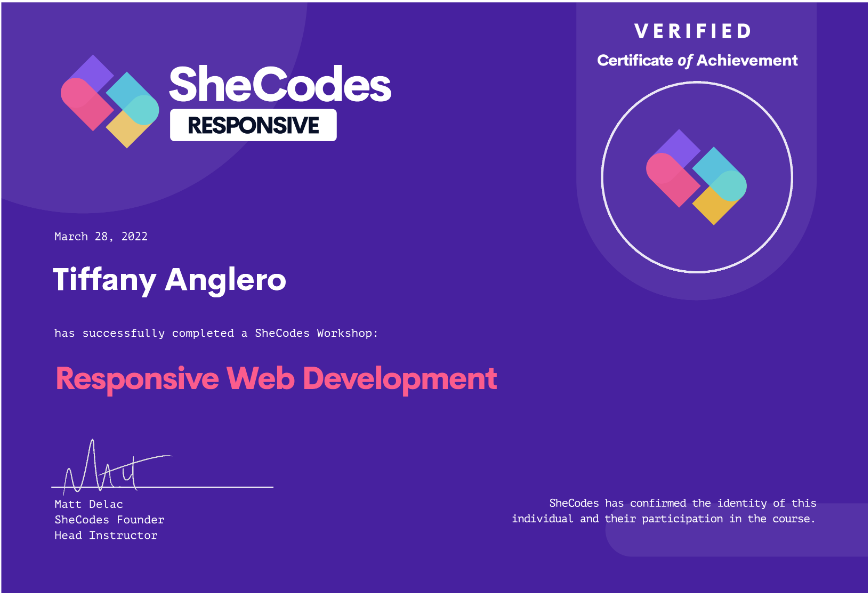 SheCodes
RESPONSIVE
VERIFIED
Certificate of Achievement
March 28, 2022
Tiffany Anglero
has successfully completed a SheCodes Workshop:
Responsive Web Development
Matt Delac
SheCodes Founder
Head Instructor
SheCodes has confirmed the identity of this
individual and their participation in the course.